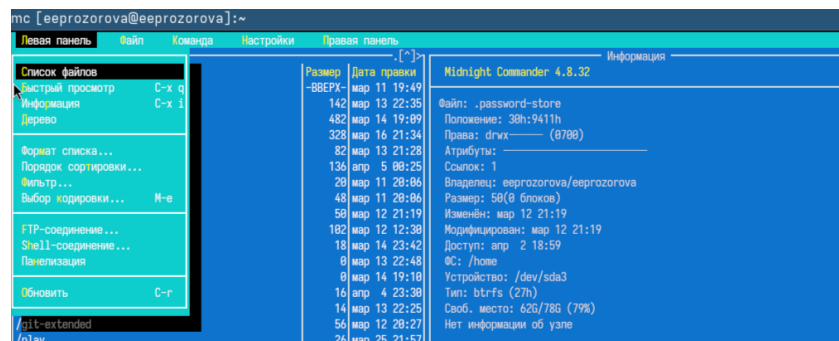 mc [eeprozorova@eeprozorova]:~
Левая панель Файл Команда Настройки Правая панель
.[^]>
Информация
Список файлов
Быстрый просмотр C-x q
Информация C-x i
Дерево
Формат списка...
Порядок сортировки...
Фильтр...
Выбор кодировки... M-e
FTP-соединение...
Shell-соединение...
Панелизация
Обновить C-r
/git-extended
/play
Размер Дата правки
-ВВЕРХ- мар 11 19:49
142 мар 13 22:35
482 мар 14 19:09
328 мар 16 21:34
82 мар 13 21:28
136 апр 5 00:25
20 мар 11 20:06
48 мар 11 20:06
50 мар 12 21:19
102 мар 12 12:30
18 мар 14 23:42
0 мар 13 22:48
0 мар 14 19:10
16 апр 4 23:30
14 мар 13 22:25
56 мар 12 20:27
26 мар 25 21:57
Midnight Commander 4.8.32
Файл: .password-store
Положение: 30h:9411h
Права: drwx------ (0700)
Атрибуты: ────────────────────
Ссылок: 1
Владелец: eeprozorova/eeprozorova
Размер: 50(0 блоков)
Изменён: мар 12 21:19
Модифицирован: мар 12 21:19
Доступ: апр 2 18:59
ФС: /home
Устройство: /dev/sda3
Тип: btrfs (27h)
Своб. место: 62G/78G (79%)
Нет информации об узле